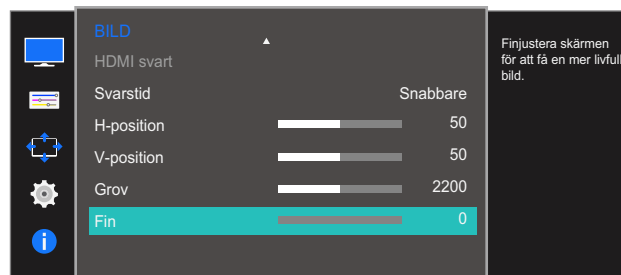 BILD
HDMI svart
Svarstid Snabbare
H-position 50
V-position 50
Grov 2200
Fin 0
Finjustera skärmen
för att få en mer livfull
bild.